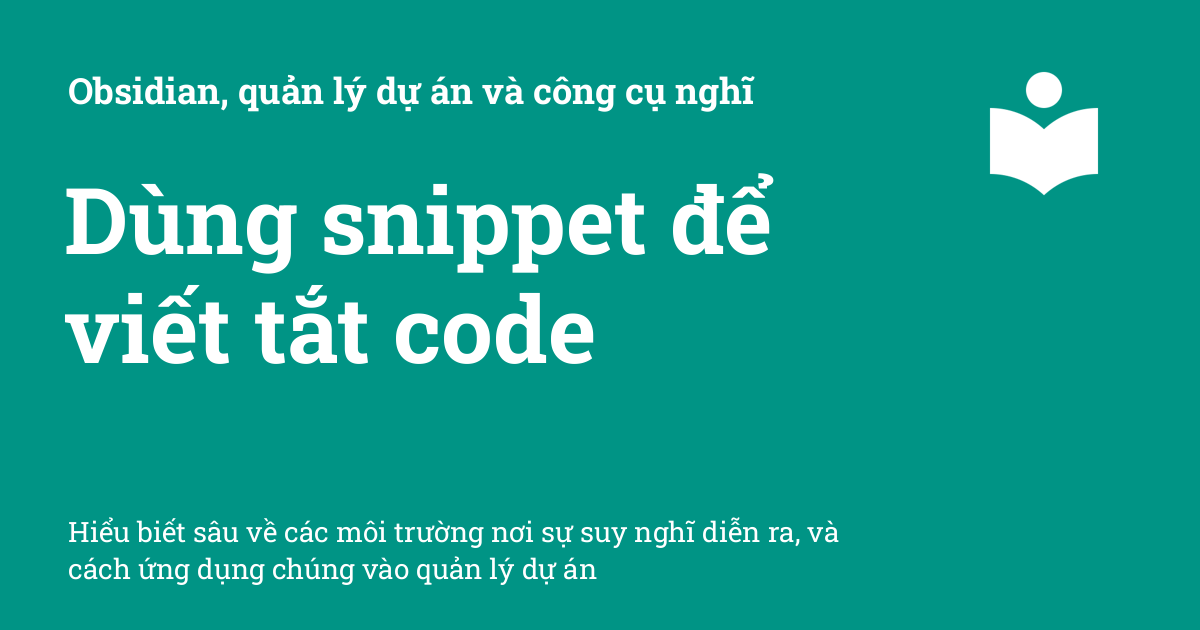 Obsidian, quản lý dự án và công cụ nghĩ
Dùng snippet để
viết tắt code
Hiểu biết sâu về các môi trường nơi sự suy nghĩ diễn ra, và
cách ứng dụng chúng vào quản lý dự án